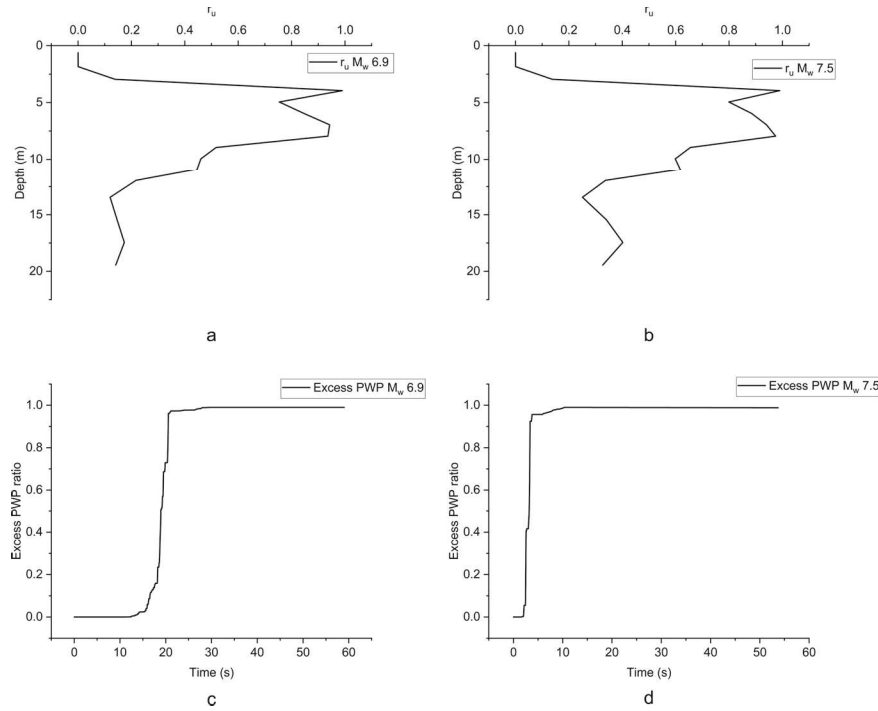 r_u
0.0 0.2 0.4 0.6 0.8 1.0
0
5
10
15
20
Depth (m)
r_u M_w 6.9
a
r_u
0.0 0.2 0.4 0.6 0.8 1.0
0
5
10
15
20
Depth (m)
r_u M_w 7.5
b
Excess PWP M_w 6.9
1.0
0.8
0.6
0.4
0.2
0.0
Excess PWP ratio
0 10 20 30 40 50 60
Time (s)
c
Excess PWP M_w 7.5
1.0
0.8
0.6
0.4
0.2
0.0
Excess PWP ratio
0 10 20 30 40 50 60
Time (s)
d